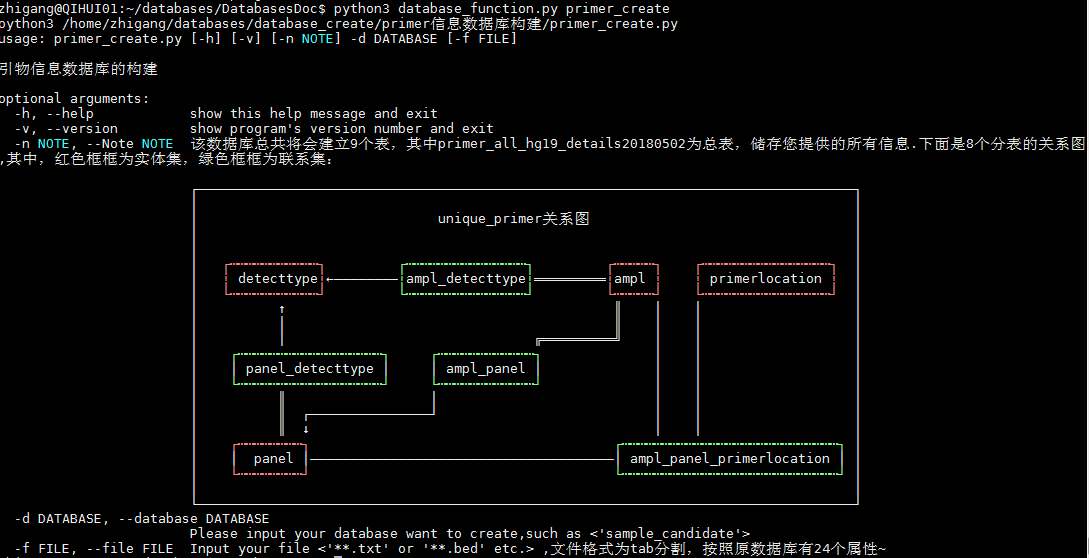 zhigang@QIHUI01:~/databases/DatabasesDoc$ python3 database_function.py primer_create
python3 /home/zhigang/databases/database_create/primer信息数据库构建/primer_create.py
usage: primer_create.py [-h] [-v] [-n NOTE] -d DATABASE [-f FILE]
引物信息数据库的构建
optional arguments:
-h, --help show this help message and exit
-v, --version show program's version number and exit
-n NOTE, --Note NOTE 该数据库总共将会建立9个表，其中primer_all_hg19_details20180502为总表，储存您提供的所有信息.下面是8个分表的关系图
,其中，红色框框为实体集，绿色框框为联系集：
unique_primer关系图
detecttype ampl_detecttype ampl primerlocation
panel_detecttype ampl_panel
panel ampl_panel_primerlocation
-d DATABASE, --database DATABASE
Please input your database want to create,such as <'sample_candidate'>
-f FILE, --file FILE Input your file <'**.txt' or '**.bed' etc.> ,文件格式为tab分割，按照原数据库有24个属性~